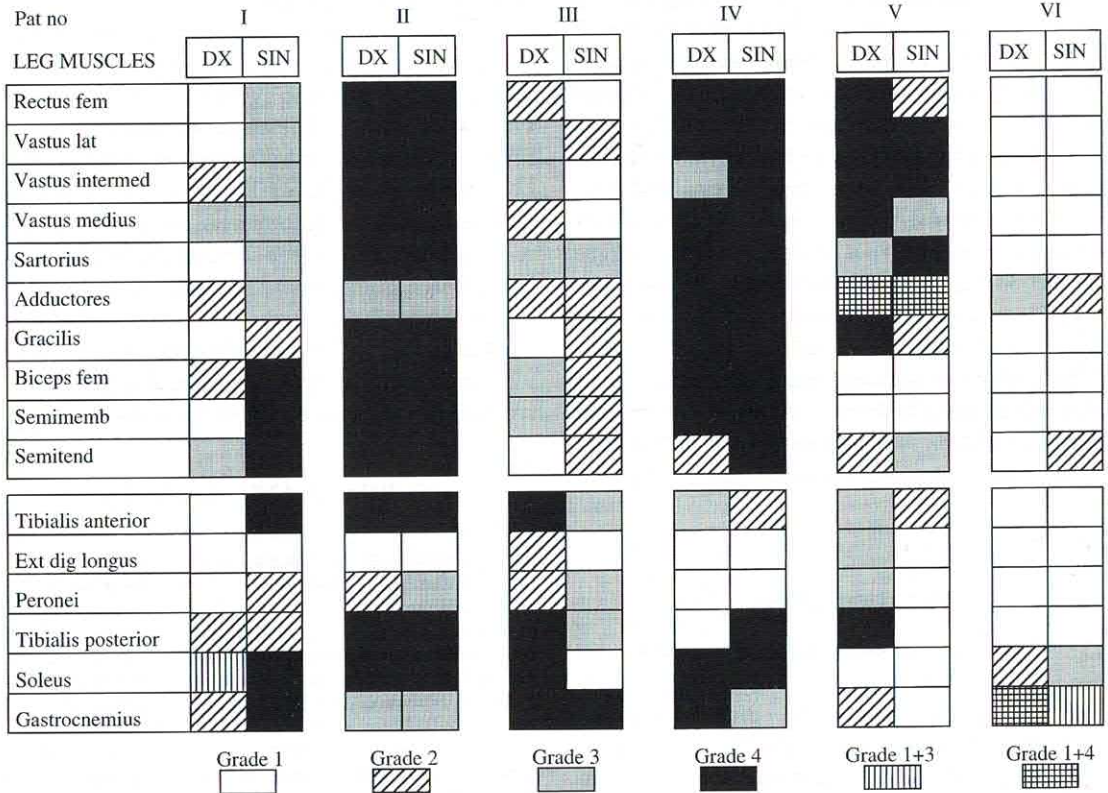 Pat no I II III IV V VI
LEG MUSCLES DX SIN DX SIN DX SIN DX SIN DX SIN DX SIN
Rectus fem
Vastus lat
Vastus intermed
Vastus medius
Sartorius
Adductores
Gracilis
Biceps fem
Semimemb
Semitend
Tibialis anterior
Ext dig longus
Peronei
Tibialis posterior
Soleus
Gastrocnemius
Grade 1 Grade 2 Grade 3 Grade 4 Grade 1+3 Grade 1+4